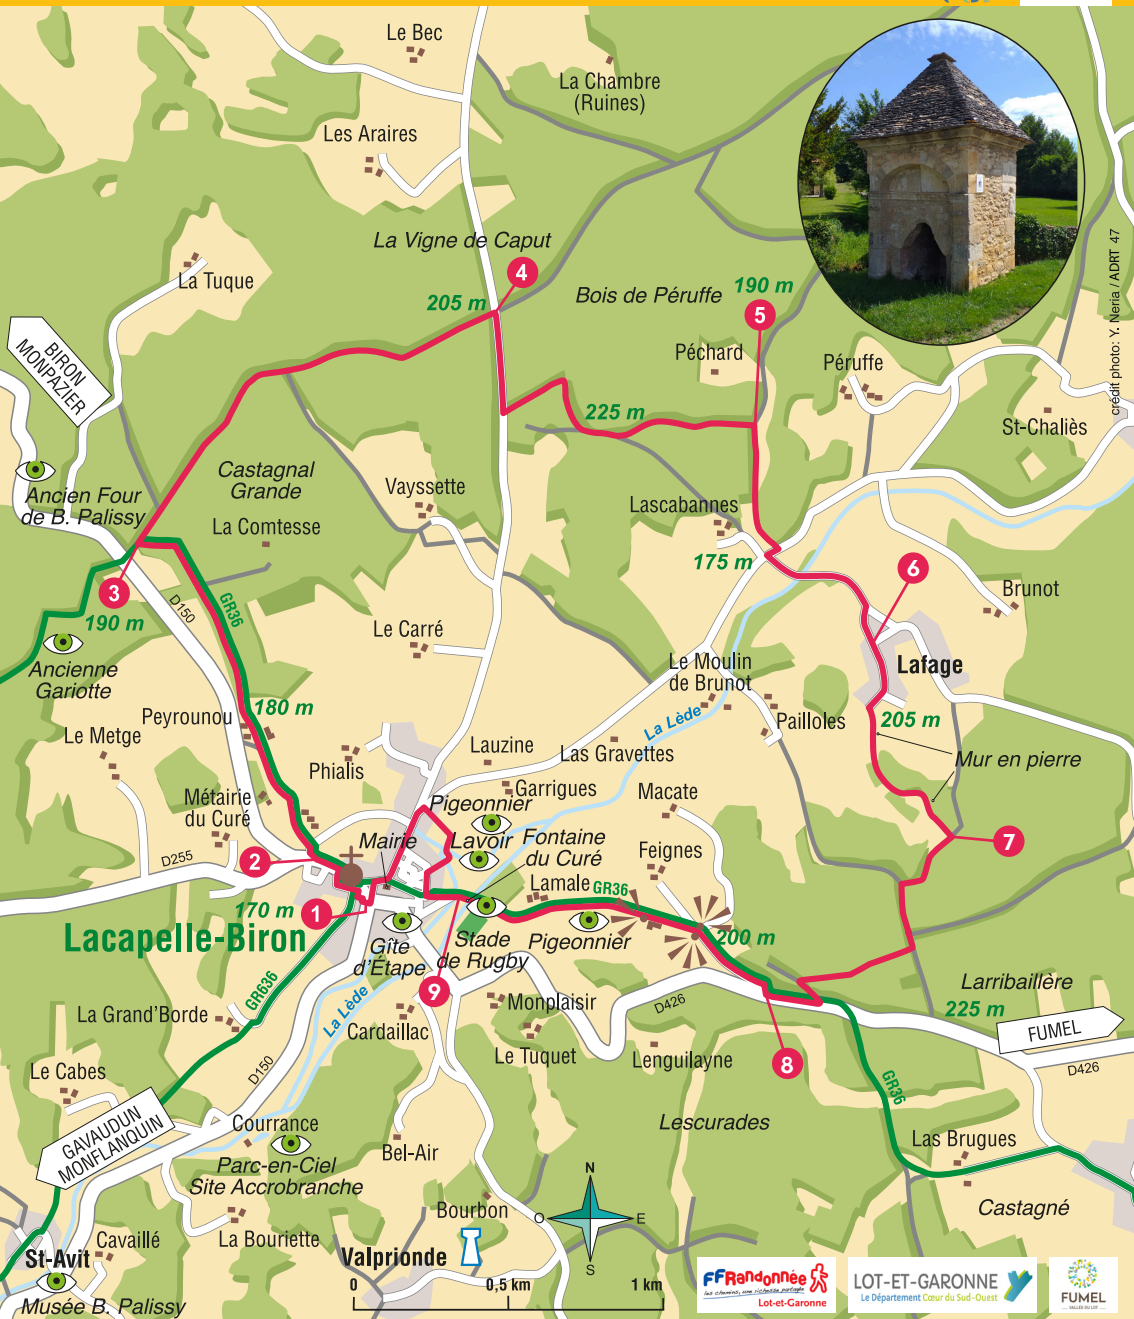 Le Bec
La Chambre
(Ruines)
Les Araires
La Vigne de Caput
La Tuque
4
205 m
Bois de Péruffe
190 m
5
crédit photo: Y. Neria / ADRT 47
BIRON
MONPAZIER
Péchard
Péruffe
225 m
St-Chaliès
Ancien Four
de B. Palissy
Castagnal
Grande
Vayssette
La Comtesse
Lascabannes
175 m
6
3
190 m
D150
GR36
Brunot
Le Carré
Ancienne
Gariotte
Lafage
Le Moulin
de Brunot
Peyrounou
180 m
La Lède
Pailloles
205 m
Le Metge
Lauzine
Las Gravettes
Mur en pierre
Phialis
Garrigues
Métairie
du Curé
Pigeonnier
Macate
Mairie
Lavoir
Fontaine
du Curé
7
D255
2
Feignes
Lamale
GR36
170 m
1
Lacapelle-Biron
Gîte
d'Étape
Stade
de Rugby
Pigeonnier
200 m
9
GR636
La Lède
Larribaillère
225 m
La Grand'Borde
Cardaillac
Monplaisir
D426
FUMEL
Le Tuquet
Lenguilayne
8
D426
Le Cabes
D150
GR36
GAVAUDUN
MONFLANQUIN
Courrance
Lescurades
Las Brugues
Bel-Air
Parc-en-Ciel
Site Accrobranche
N
O
E
S
Bourbon
Castagné
Cavaillé
La Bouriette
St-Avit
Valprionde
0
0,5 km
1 km
Musée B. Palissy
FFRandonnée
les chemins, une richesse partagée
Lot-et-Garonne
LOT-ET-GARONNE
Le Département Cœur du Sud-Ouest
FUMEL
VALLÉE DU LOT